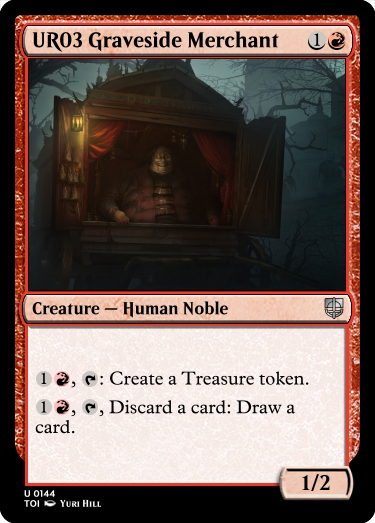 UR03 Graveside Merchant 1
Creature — Human Noble
1 , : Create a Treasure token.
1 , , Discard a card: Draw a
card.
1/2
U 0144
TOI Yuri Hill